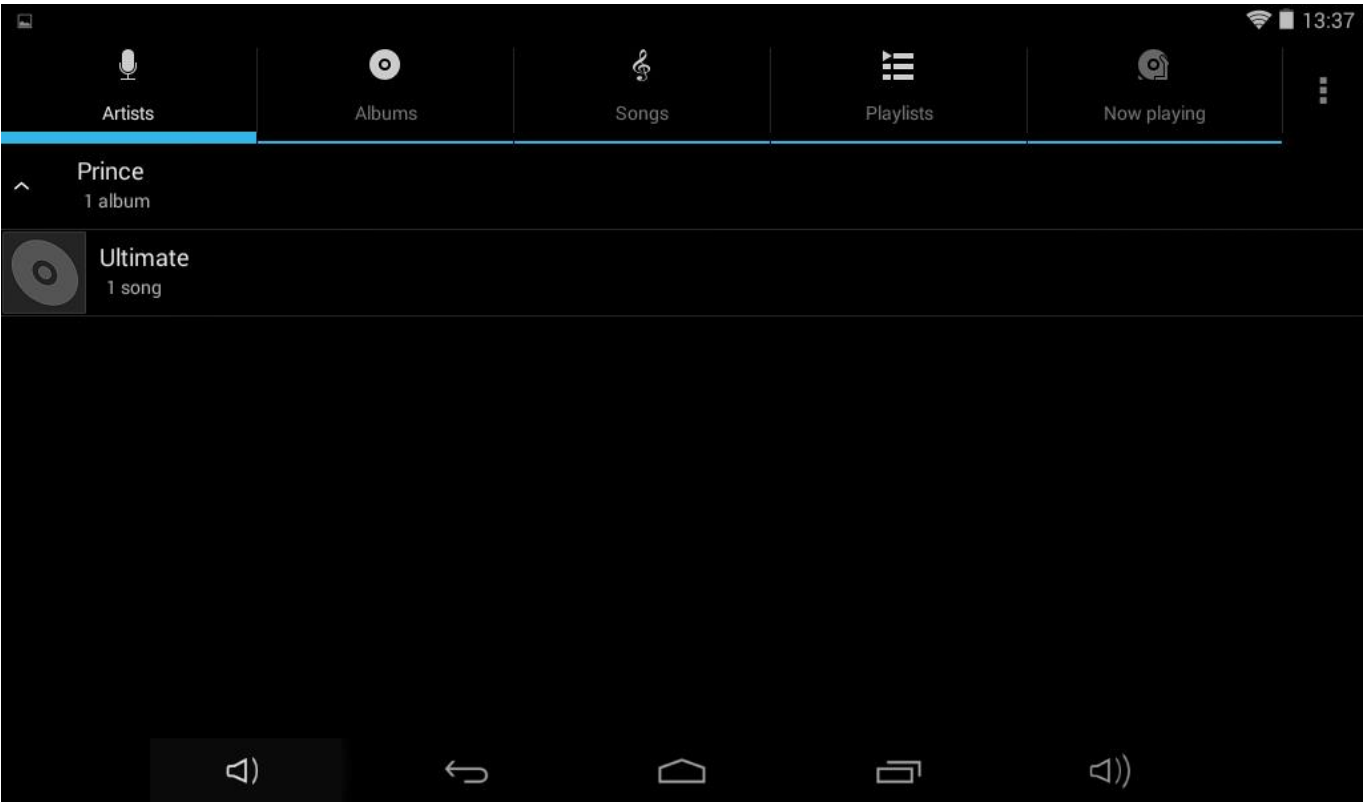 13:37
Artists
Albums
Songs
Playlists
Now playing
Prince
1 album
Ultimate
1 song